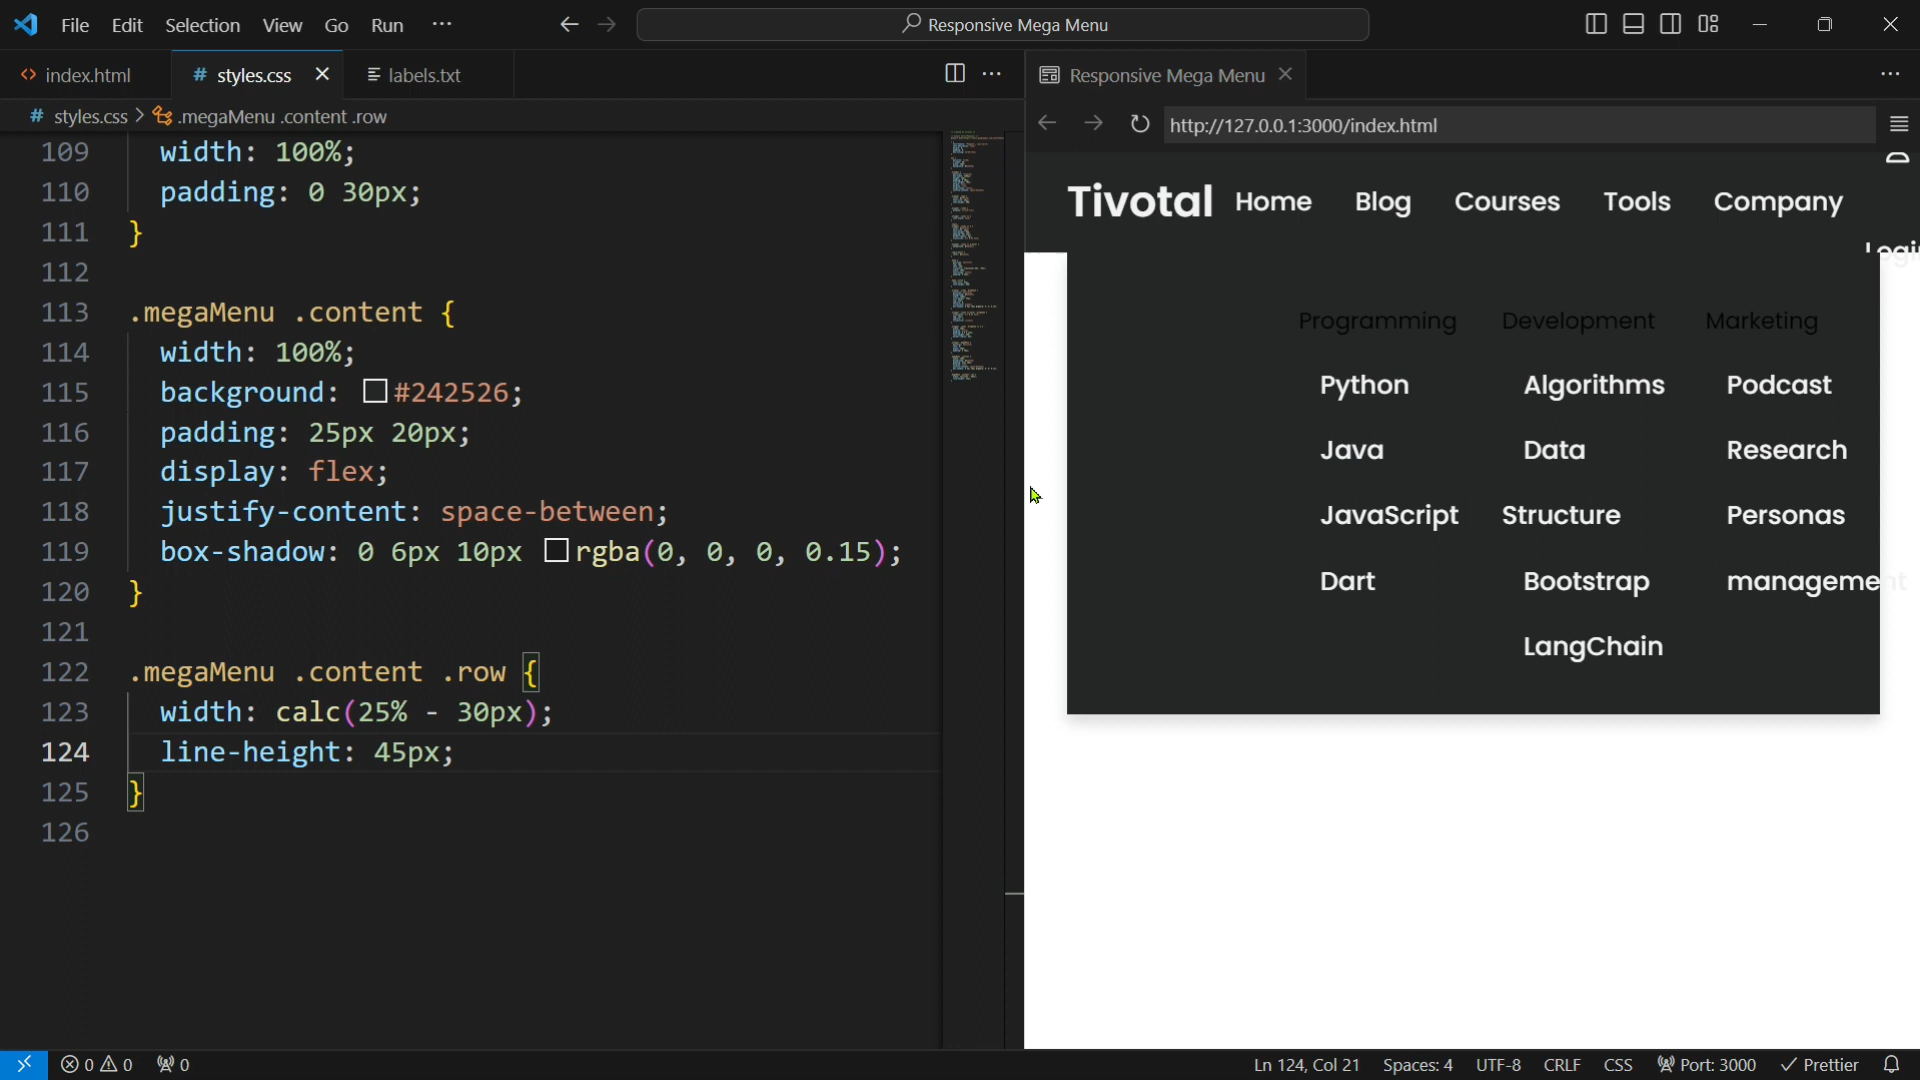 File Edit Selection View Go Run ···
Responsive Mega Menu
index.html
# styles.css
labels.txt
Responsive Mega Menu
# styles.css > .megaMenu .content .row
http://127.0.0.1:3000/index.html
109 width: 100%;
110 padding: 0 30px;
111 }
112
113 .megaMenu .content {
114 width: 100%;
115 background: #242526;
116 padding: 25px 20px;
117 display: flex;
118 justify-content: space-between;
119 box-shadow: 0 6px 10px rgba(0, 0, 0, 0.15);
120 }
121
122 .megaMenu .content .row {
123 width: calc(25% - 30px);
124 line-height: 45px;
125 }
126
Tivotal Home Blog Courses Tools Company
Programming Development Marketing
Python Algorithms Podcast
Java Data Research
JavaScript Structure Personas
Dart Bootstrap management
LangChain
0 0 0
Ln 124, Col 21 Spaces: 4 UTF-8 CRLF CSS Port: 3000 Prettier